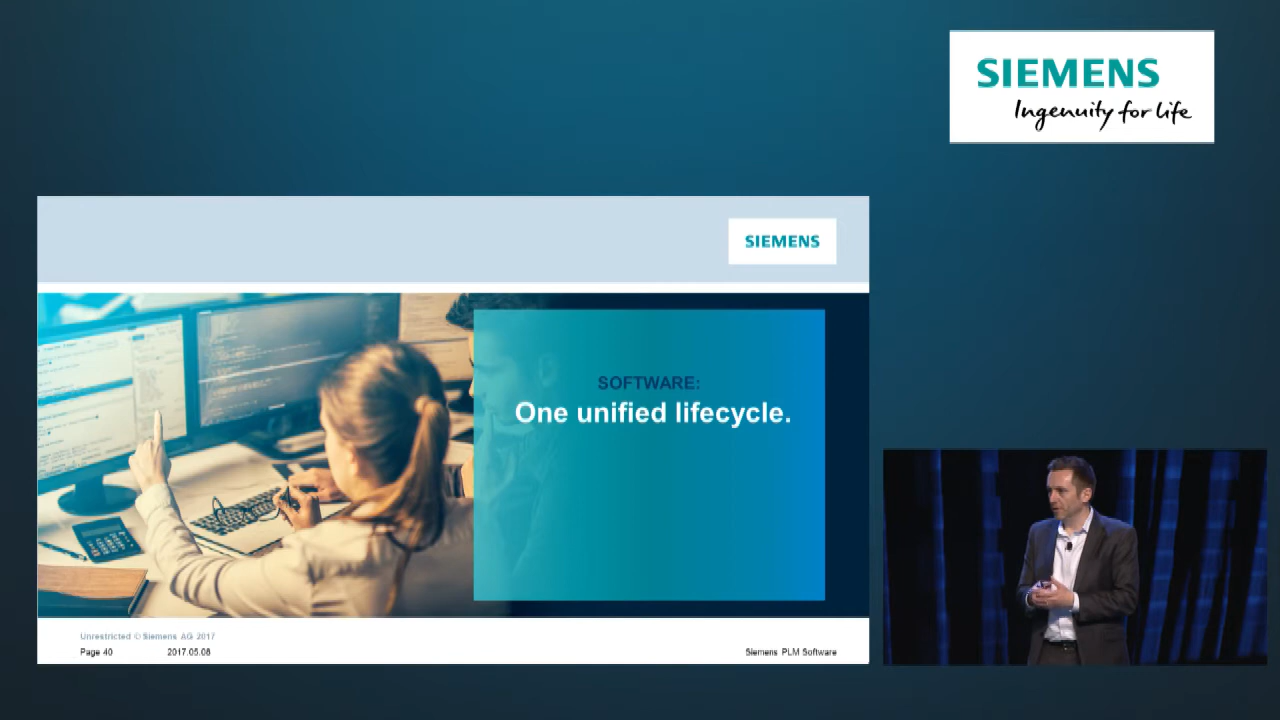 SIEMENS
Ingenuity for life
SIEMENS
SOFTWARE:
One unified lifecycle.
Unrestricted © Siemens AG 2017
Page 40 2017.05.08 Siemens PLM Software